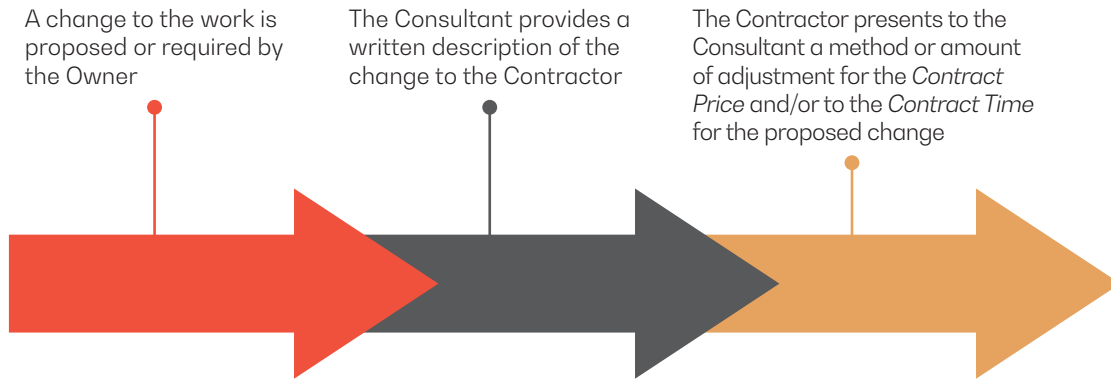 A change to the work is
proposed or required by
the Owner
The Consultant provides a
written description of the
change to the Contractor
The Contractor presents to the
Consultant a method or amount
of adjustment for the Contract
Price and/or to the Contract Time
for the proposed change